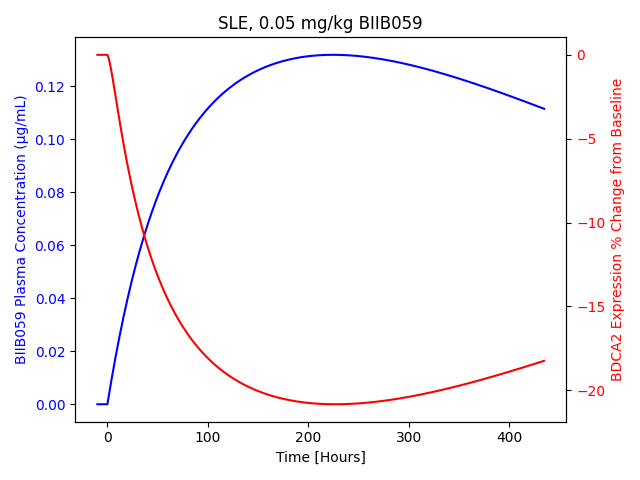 SLE, 0.05 mg/kg BIIB059
BIIB059 Plasma Concentration (μg/mL)
0.12
0.10
0.08
0.06
0.04
0.02
0.00
0
−5
−10
−15
−20
BDCA2 Expression % Change from Baseline
0 100 200 300 400
Time [Hours]